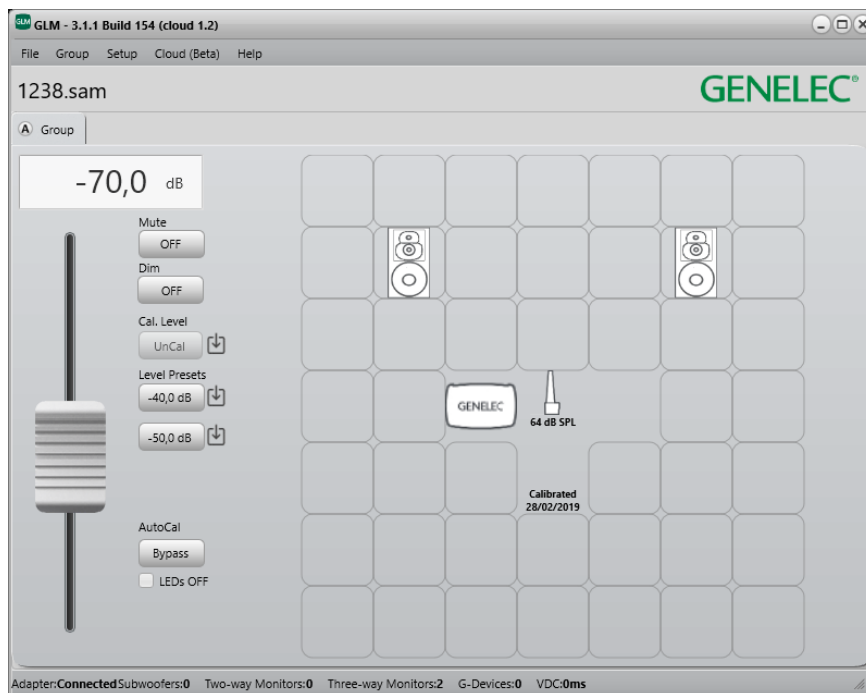 GLM - 3.1.1 Build 154 (cloud 1.2)
File Group Setup Cloud (Beta) Help
1238.sam
GENELEC®
A Group
-70,0 dB
Mute
OFF
Dim
OFF
Cal. Level
UnCal
Level Presets
-40,0 dB
-50,0 dB
AutoCal
Bypass
LEDs OFF
GENELEC
64 dB SPL
Calibrated
28/02/2019
Adapter:Connected Subwoofers:0 Two-way Monitors:0 Three-way Monitors:2 G-Devices:0 VDC:0ms